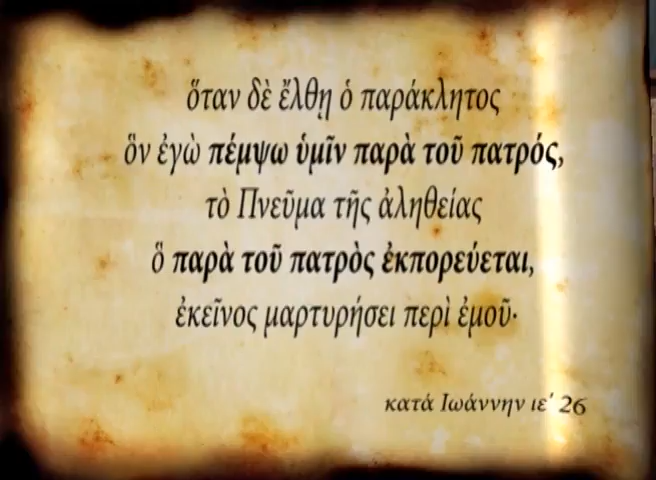 ὅταν δὲ ἔλθῃ ὁ παράκλητος
ὃν ἐγὼ πέμψω ὑμῖν παρὰ τοῦ πατρός,
τὸ Πνεῦμα τῆς ἀληθείας
ὃ παρὰ τοῦ πατρὸς ἐκπορεύεται,
ἐκεῖνος μαρτυρήσει περὶ ἐμοῦ·
κατά Ιωάννην ιε' 26